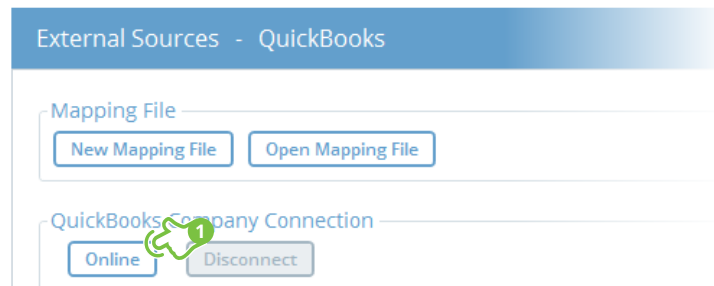 External Sources - QuickBooks
Mapping File
New Mapping File Open Mapping File
QuickBooks Company Connection
1
Online Disconnect